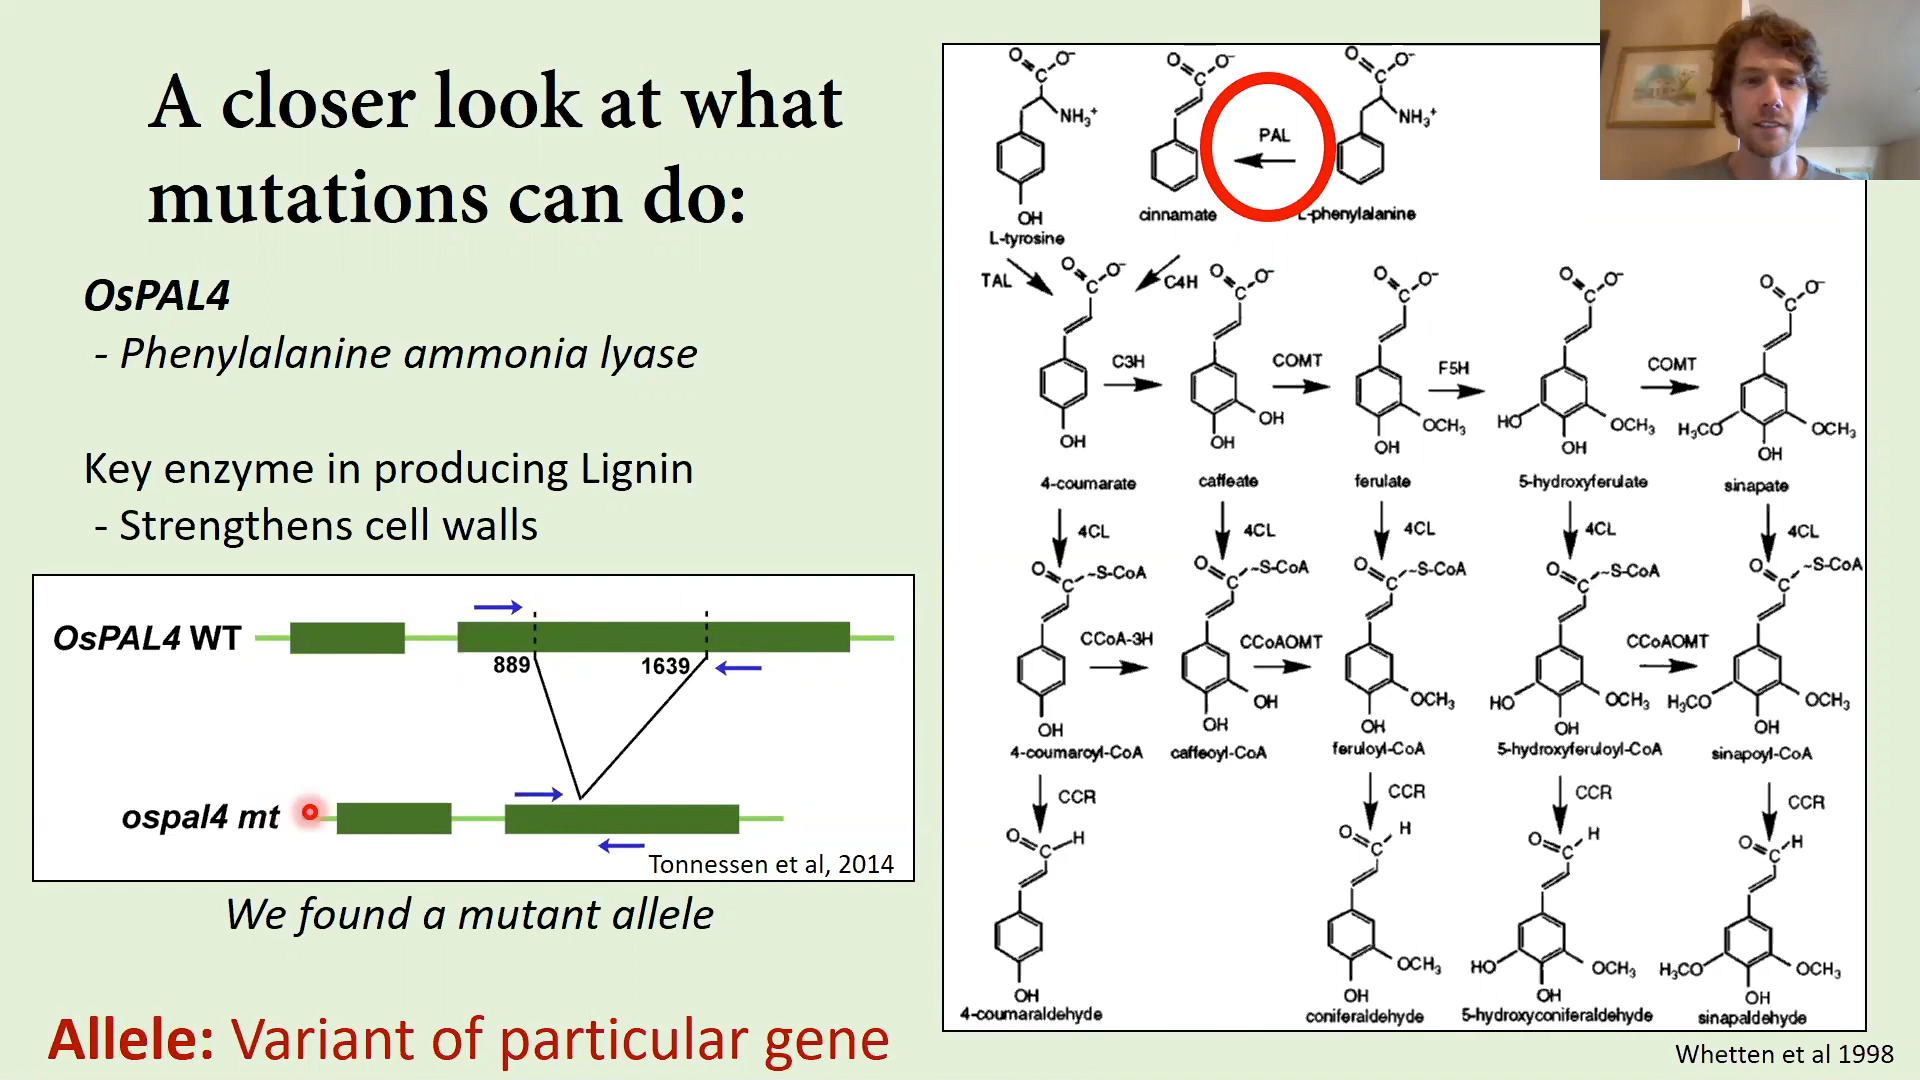 A closer look at what
mutations can do:
OsPAL4
- Phenylalanine ammonia lyase
Key enzyme in producing Lignin
- Strengthens cell walls
OsPAL4 WT
889
1639
ospal4 mt
Tonnessen et al, 2014
We found a mutant allele
Allele: Variant of particular gene
O O⁻ O O⁻ O O⁻
C C C
NH₃⁺ PAL NH₃⁺
OH cinnamate L-phenylalanine
L-tyrosine
TAL C4H
O O⁻ O O⁻ O O⁻ O O⁻ O O⁻
C C C C C
C3H COMT F5H COMT
OH OH OH OCH₃ HO OH OCH₃ H₃CO OH OCH₃
4-coumarate caffeate ferulate 5-hydroxyferulate sinapate
4CL 4CL 4CL 4CL 4CL
O C ~S-CoA O C ~S-CoA O C ~S-CoA O C ~S-CoA O C ~S-CoA
CCoA-3H CCoAOMT CCoAOMT
OH OH OH OH OCH₃ HO OH OCH₃ H₃CO OH OCH₃
4-coumaroyl-CoA caffeoyl-CoA feruloyl-CoA 5-hydroxyferuloyl-CoA sinapoyl-CoA
CCR CCR CCR CCR
O C H O C H O C H O C H
OH OH OCH₃ HO OH OCH₃ H₃CO OH OCH₃
4-coumaraldehyde coniferaldehyde 5-hydroxyconiferaldehyde sinapaldehyde
Whetten et al 1998